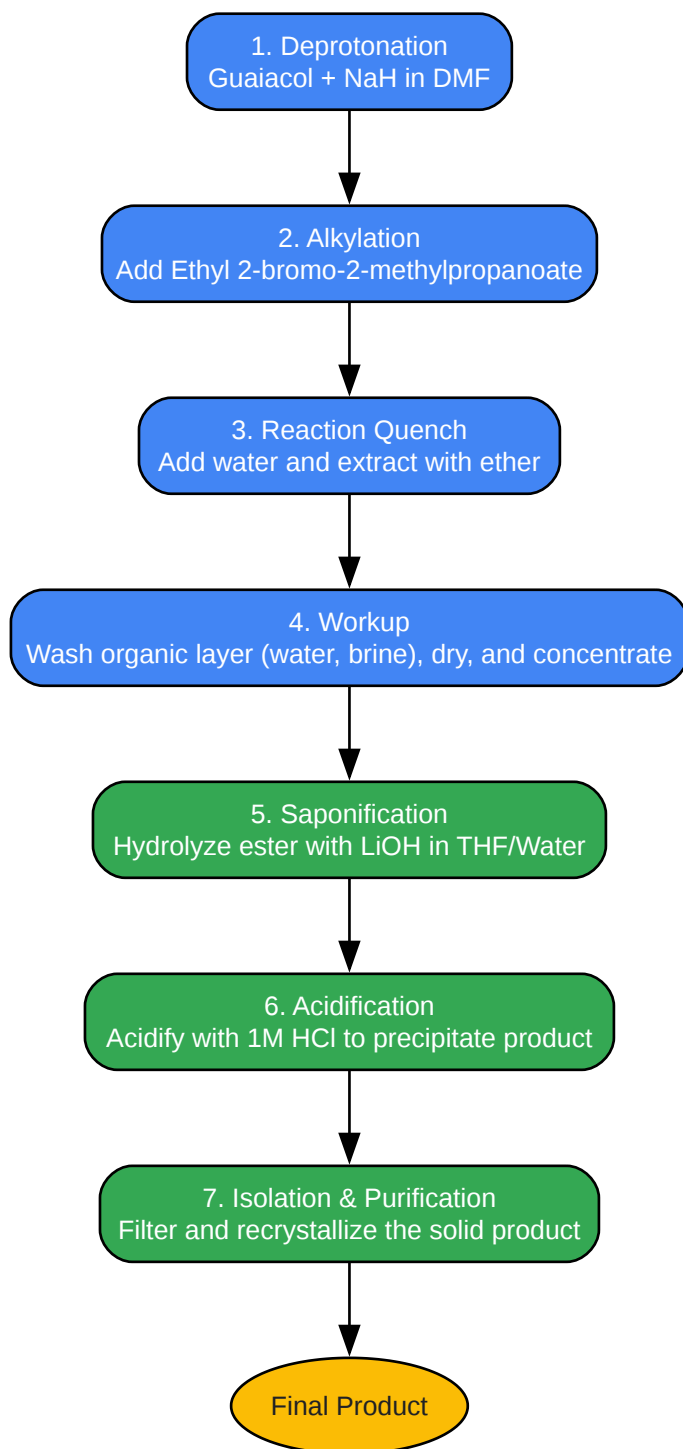 1. Deprotonation
Guaiacol + NaH in DMF
2. Alkylation
Add Ethyl 2-bromo-2-methylpropanoate
3. Reaction Quench
Add water and extract with ether
4. Workup
Wash organic layer (water, brine), dry, and concentrate
5. Saponification
Hydrolyze ester with LiOH in THF/Water
6. Acidification
Acidify with 1M HCl to precipitate product
7. Isolation & Purification
Filter and recrystallize the solid product
Final Product